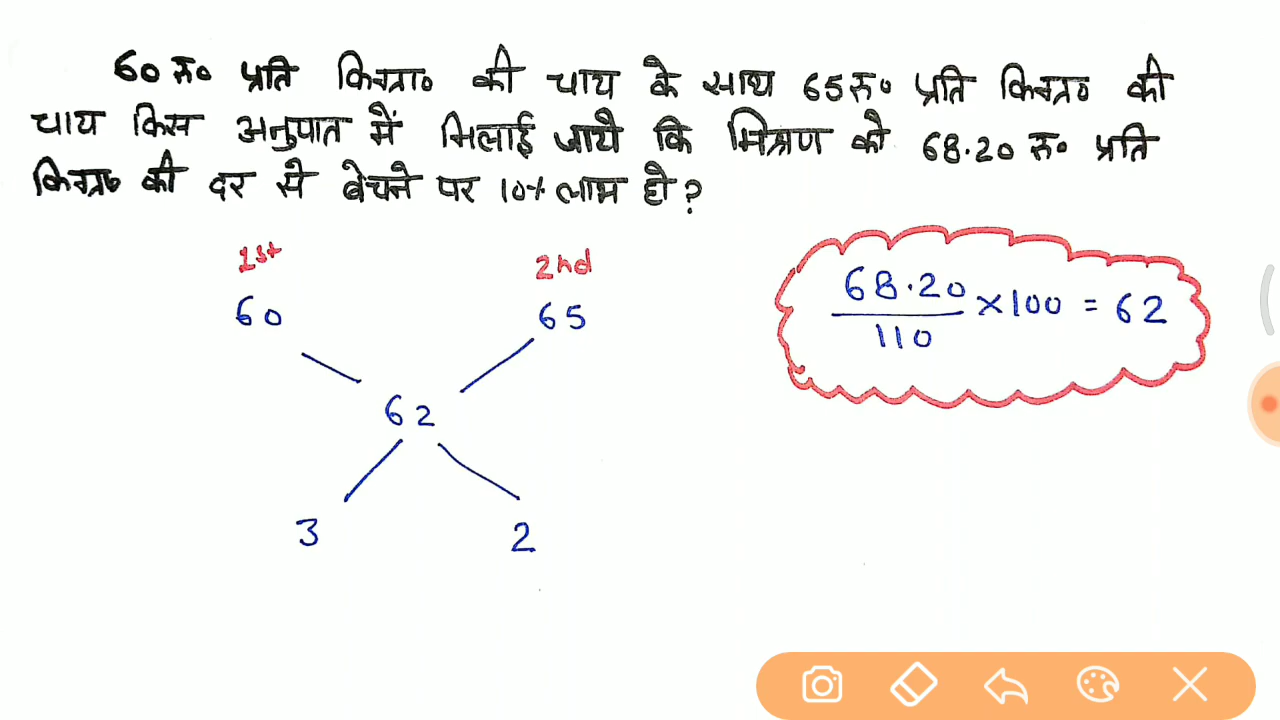 60 रु० प्रति किग्रा० की चाय के साथ 65 रु० प्रति किग्रा० की
चाय किस अनुपात में मिलाई जाये कि मिश्रण को 68.20 रु० प्रति
किग्रा० की दर से बेचने पर 10% लाभ हो?
1st 2nd
60 65
68.20/110 × 100 = 62
62
3 2